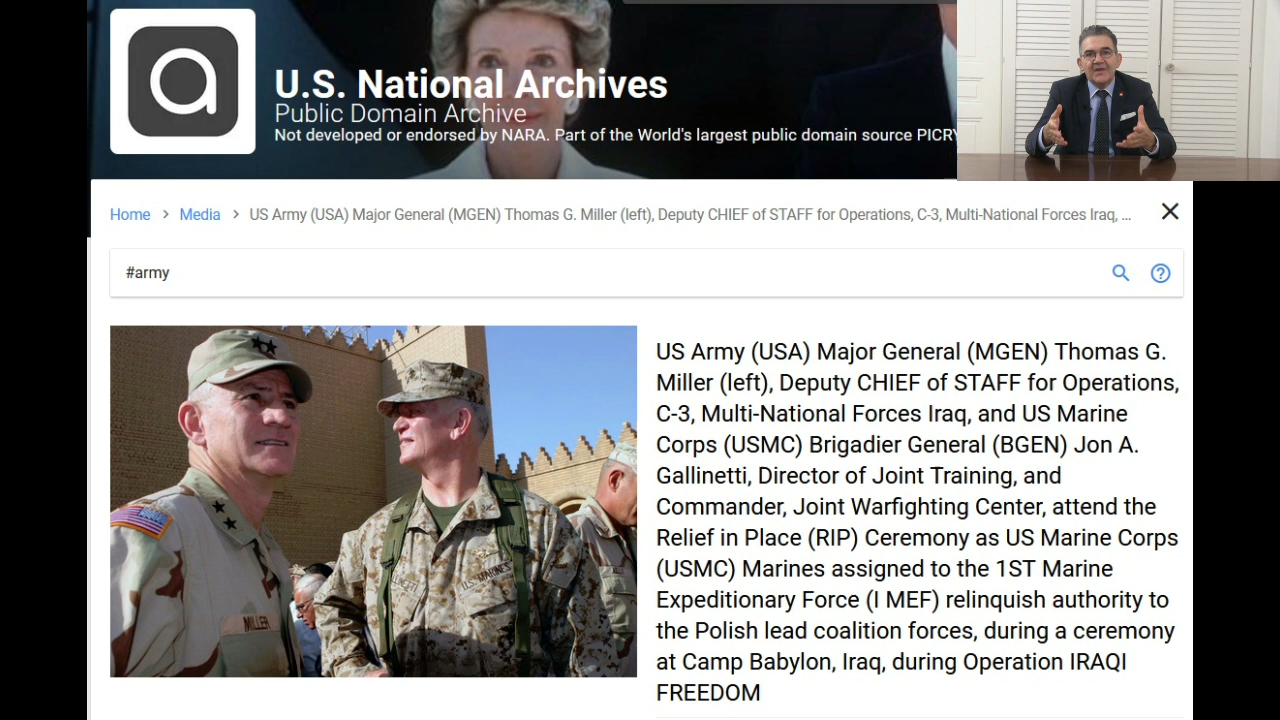 U.S. National Archives
Public Domain Archive
Not developed or endorsed by NARA. Part of the World's largest public domain source PICRY
Home > Media > US Army (USA) Major General (MGEN) Thomas G. Miller (left), Deputy CHIEF of STAFF for Operations, C-3, Multi-National Forces Iraq, ...
#army
US Army (USA) Major General (MGEN) Thomas G.
Miller (left), Deputy CHIEF of STAFF for Operations,
C-3, Multi-National Forces Iraq, and US Marine
Corps (USMC) Brigadier General (BGEN) Jon A.
Gallinetti, Director of Joint Training, and
Commander, Joint Warfighting Center, attend the
Relief in Place (RIP) Ceremony as US Marine Corps
(USMC) Marines assigned to the 1ST Marine
Expeditionary Force (I MEF) relinquish authority to
the Polish lead coalition forces, during a ceremony
at Camp Babylon, Iraq, during Operation IRAQI
FREEDOM
MILLER
U.S. MARINES